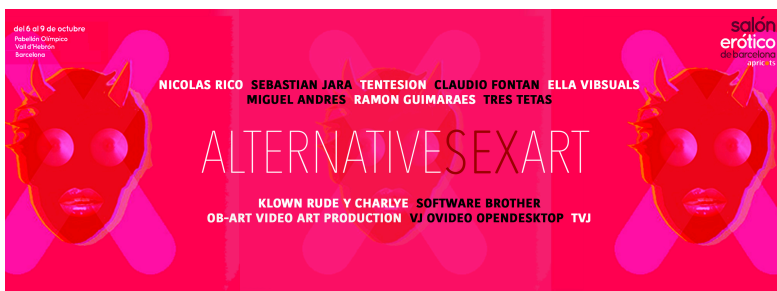 del 6 al 9 de octubre
Pabellón Olímpico
Vall d'Hebrón
Barcelona
salón
erótico
de barcelona
apricots
NICOLAS RICO SEBASTIAN JARA TENTESION CLAUDIO FONTAN ELLA VIBSUALS
MIGUEL ANDRES RAMON GUIMARAES TRES TETAS
ALTERNATIVESEXART
KLOWN RUDE Y CHARLYE SOFTWARE BROTHER
OB-ART VIDEO ART PRODUCTION VJ OVIDEO OPENDESKTOP TVJ